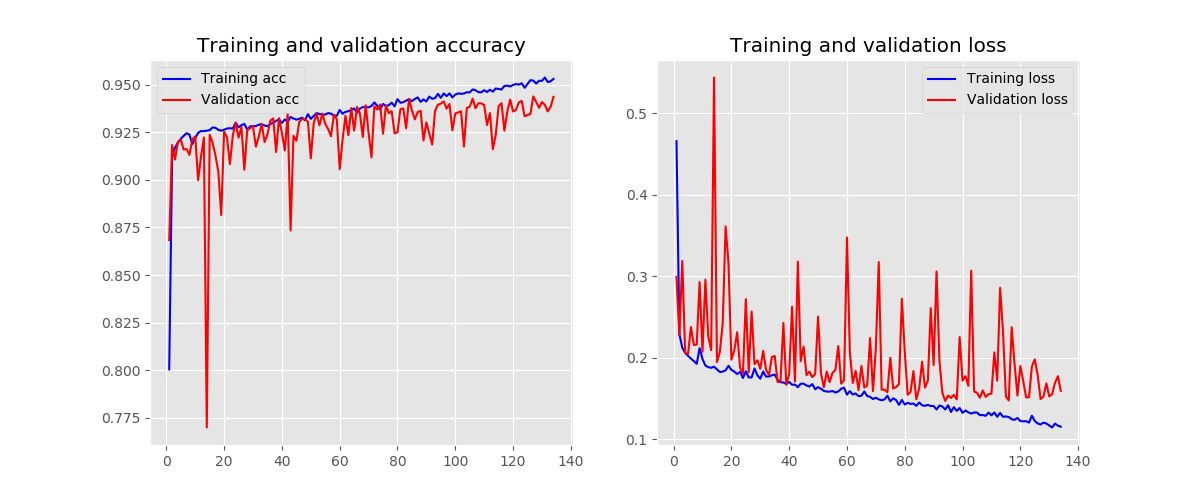 Training and validation accuracy
Training acc
Validation acc
0.950
0.925
0.900
0.875
0.850
0.825
0.800
0.775
0 20 40 60 80 100 120 140
Training and validation loss
Training loss
Validation loss
0.5
0.4
0.3
0.2
0.1
0 20 40 60 80 100 120 140